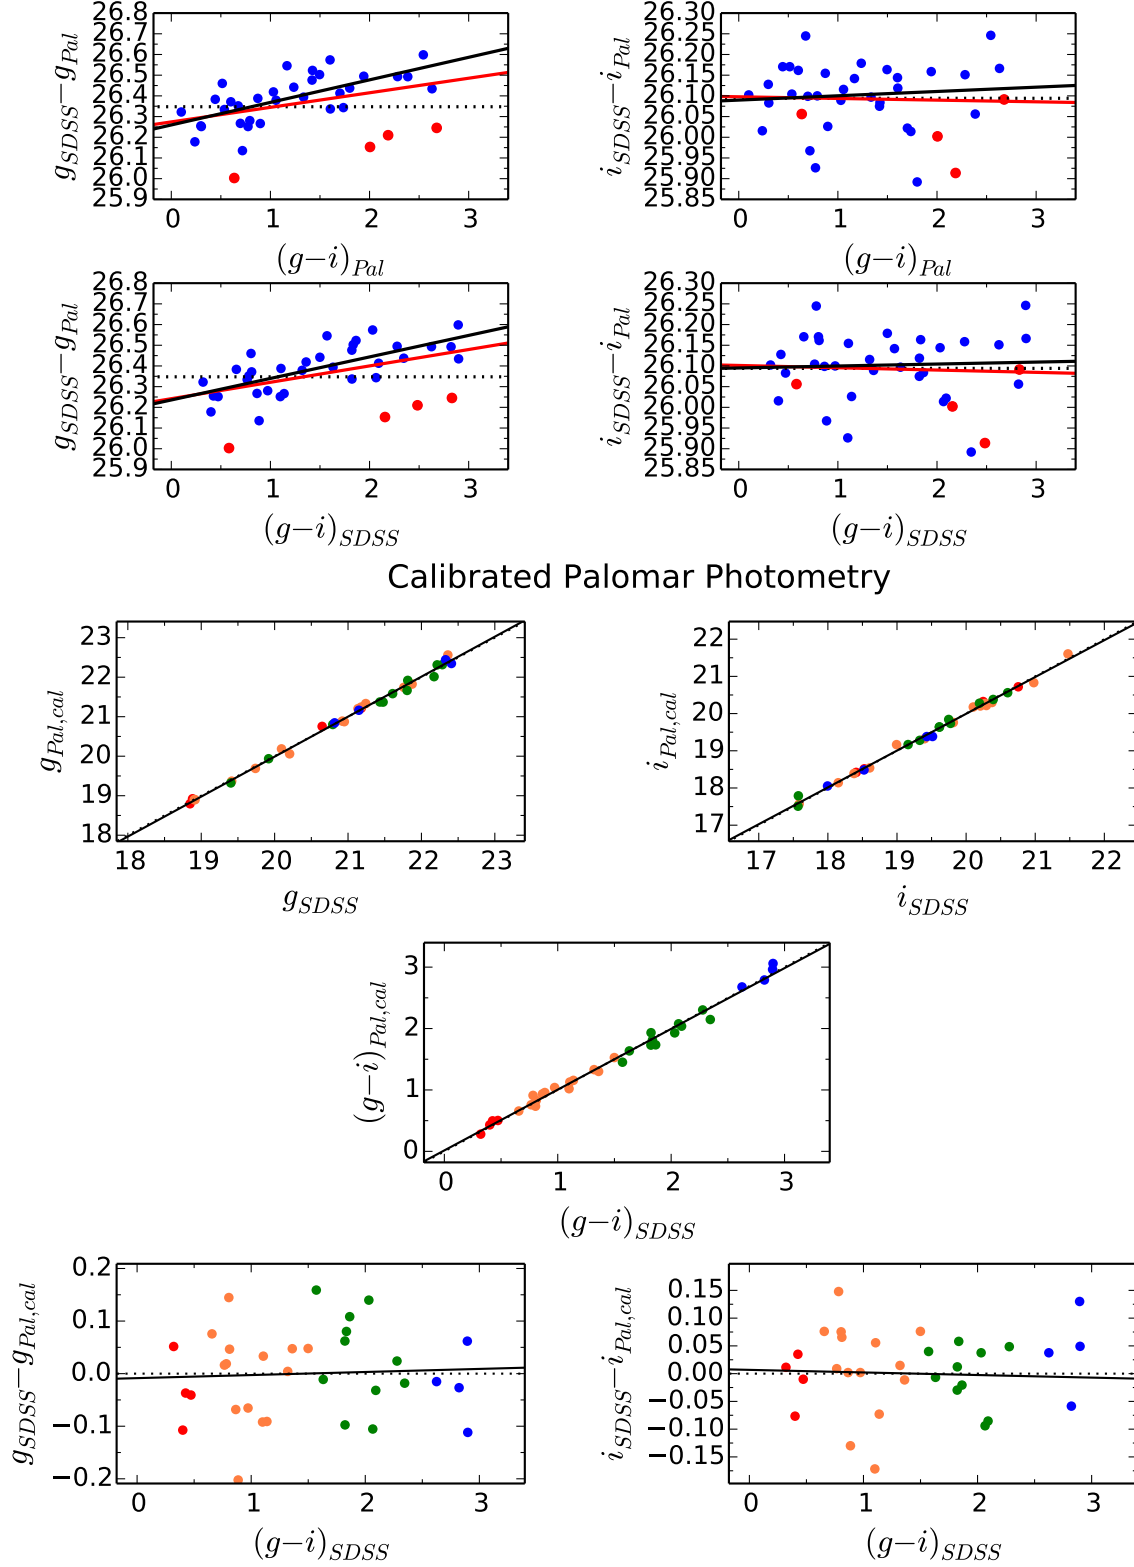 26.8
26.7
26.6
26.5
26.4
26.3
26.2
26.1
26.0
25.9
g_SDSS−g_Pal
0 1 2 3
(g−i)_Pal
26.30
26.25
26.20
26.15
26.10
26.05
26.00
25.95
25.90
25.85
i_SDSS−i_Pal
0 1 2 3
(g−i)_Pal
26.8
26.7
26.6
26.5
26.4
26.3
26.2
26.1
26.0
25.9
g_SDSS−g_Pal
0 1 2 3
(g−i)_SDSS
26.30
26.25
26.20
26.15
26.10
26.05
26.00
25.95
25.90
25.85
i_SDSS−i_Pal
0 1 2 3
(g−i)_SDSS
Calibrated Palomar Photometry
23
22
21
20
19
18
g_Pal,cal
18 19 20 21 22 23
g_SDSS
22
21
20
19
18
17
i_Pal,cal
17 18 19 20 21 22
i_SDSS
3
2
1
0
(g−i)_Pal,cal
0 1 2 3
(g−i)_SDSS
0.2
0.1
0.0
−0.1
−0.2
g_SDSS−g_Pal,cal
0 1 2 3
(g−i)_SDSS
0.15
0.10
0.05
0.00
−0.05
−0.10
−0.15
i_SDSS−i_Pal,cal
0 1 2 3
(g−i)_SDSS